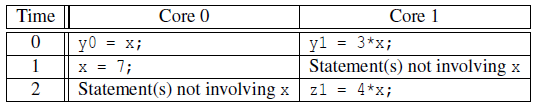 Time Core 0 Core 1
0 y0 = x; y1 = 3*x;
1 x = 7; Statement(s) not involving x
2 Statement(s) not involving x z1 = 4*x;